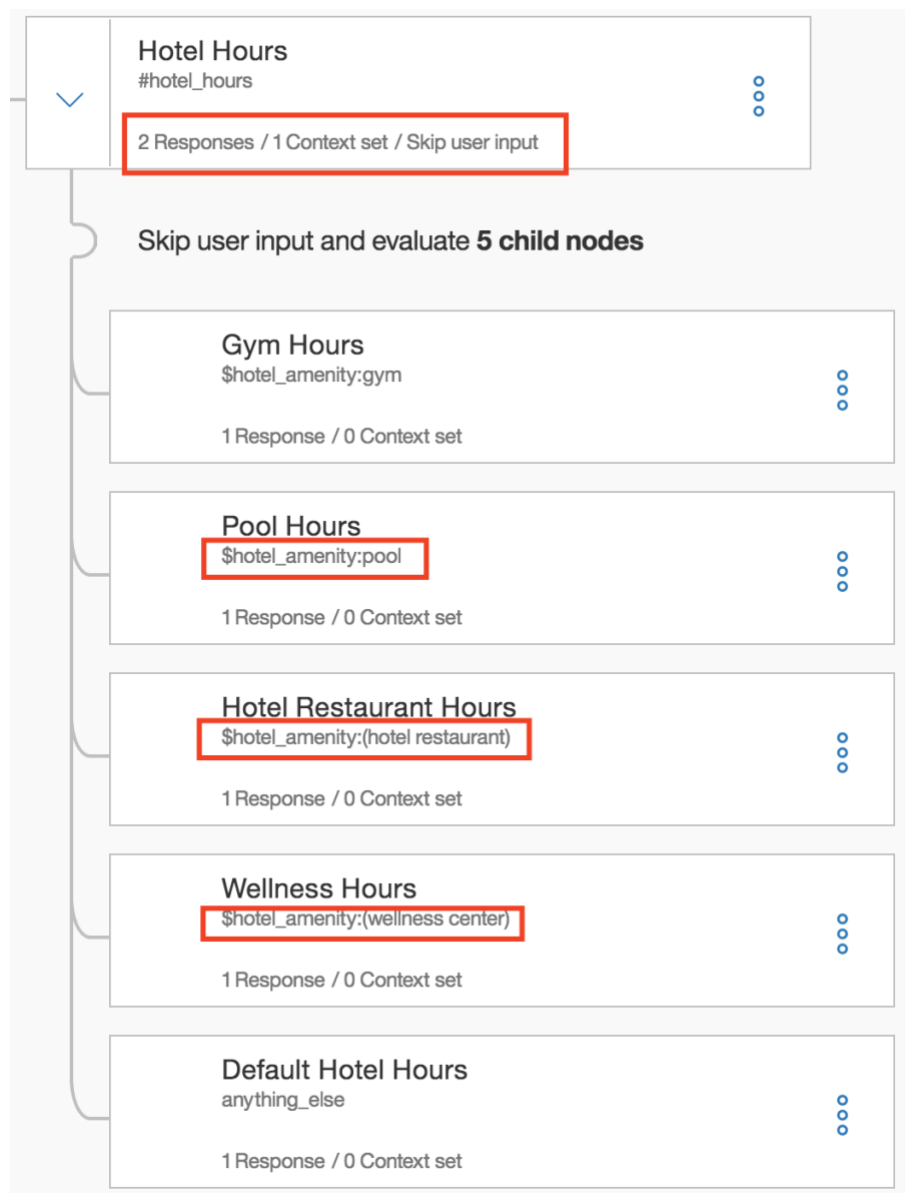 Hotel Hours
#hotel_hours
2 Responses / 1 Context set / Skip user input
Skip user input and evaluate 5 child nodes
Gym Hours
$hotel_amenity:gym
1 Response / 0 Context set
Pool Hours
$hotel_amenity:pool
1 Response / 0 Context set
Hotel Restaurant Hours
$hotel_amenity:(hotel restaurant)
1 Response / 0 Context set
Wellness Hours
$hotel_amenity:(wellness center)
1 Response / 0 Context set
Default Hotel Hours
anything_else
1 Response / 0 Context set